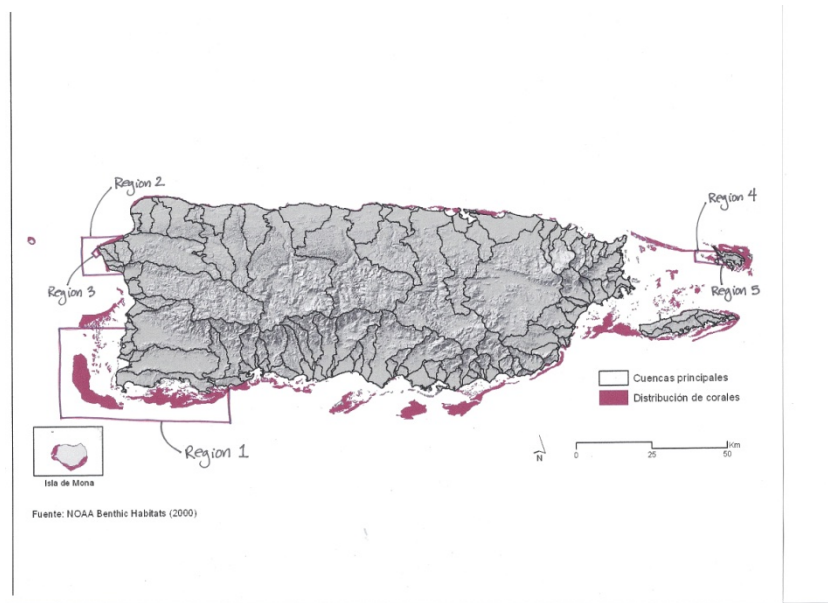 Region 2
Region 4
Region 3
Region 5
Cuencas principales
Distribución de corales
Region 1
N
0 25 50
Km
Isla de Mona
Fuente: NOAA Benthic Habitats (2000)